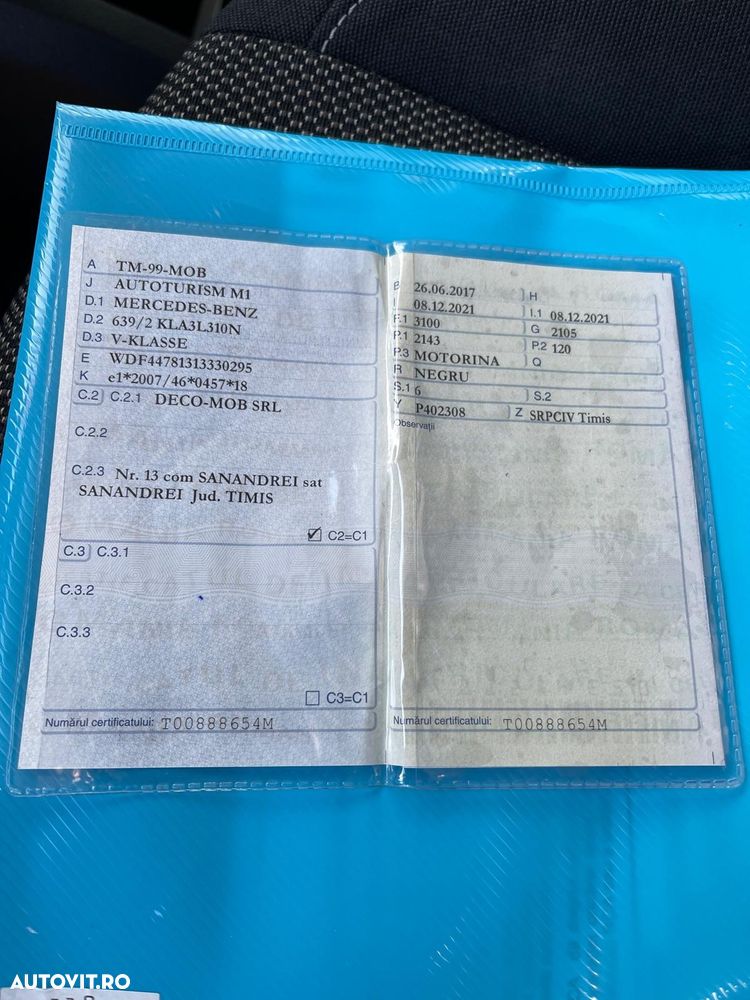 A TM-99-MOB
J AUTOTURISM M1
D.1 MERCEDES-BENZ
D.2 639/2 KLA3L310N
D.3 V-KLASSE
E WDF44781313330295
K e1*2007/46*0457*18
C.2 C.2.1 DECO-MOB SRL
C.2.2
C.2.3 Nr. 13 com SANANDREI sat
SANANDREI Jud. TIMIS
C2=C1
C.3 C.3.1
C.3.2
C.3.3
C3=C1
Numărul certificatului: T00888654M
B 26.06.2017 H
I 08.12.2021 I.1 08.12.2021
F.1 3100 G 2105
P.1 2143 P.2 120
P.3 MOTORINA Q
R NEGRU
S.1 6 S.2
V P402308 Z SRPCIV Timis
Observații
Numărul certificatului: T00888654M
AUTOVIT.RO